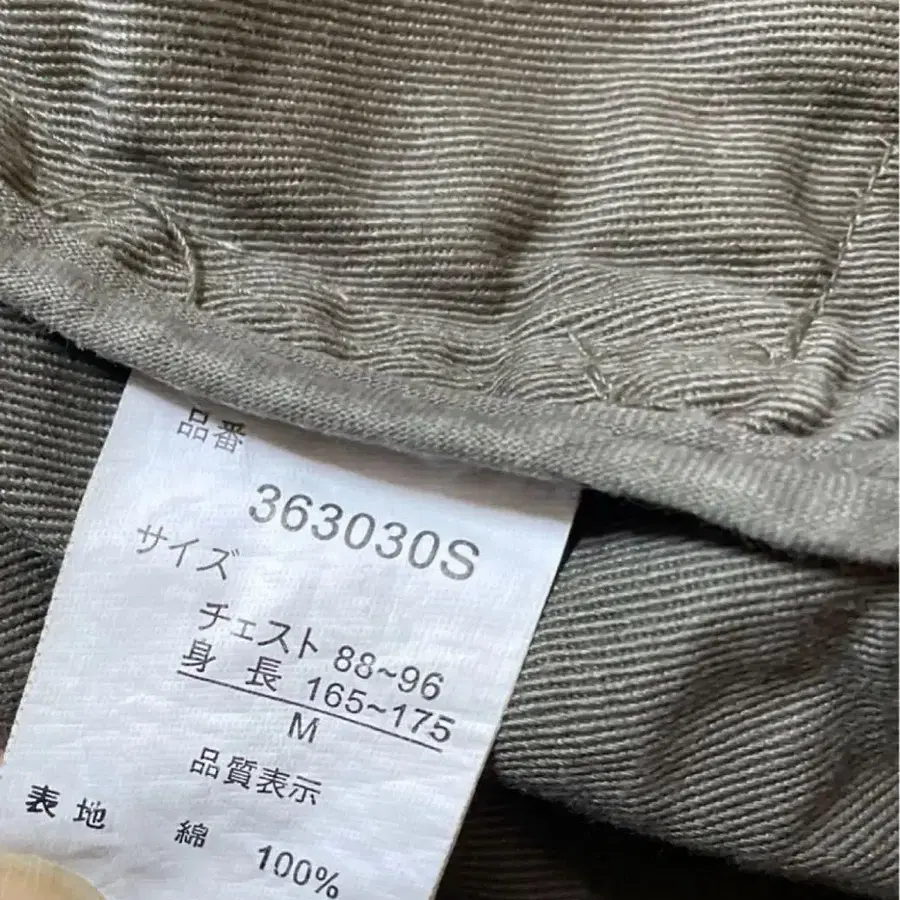 品番
363030S
サイズ
チェスト 88~96
身 長 165~175
M
品質表示
表地 綿 100%